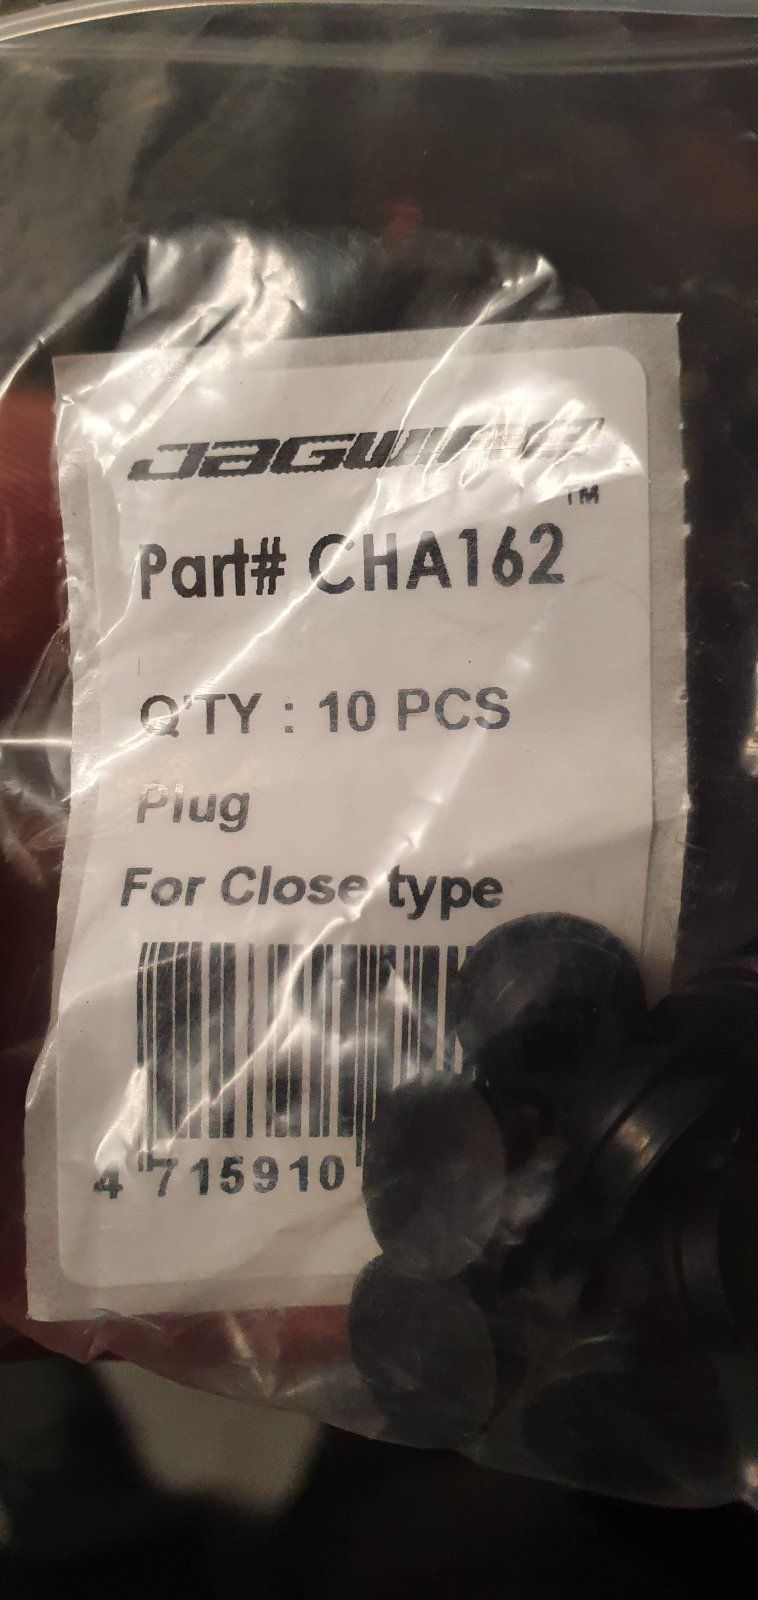 JAGWIRE
TM
Part# CHA162
Q'TY : 10 PCS
Plug
For Close type
4 715910